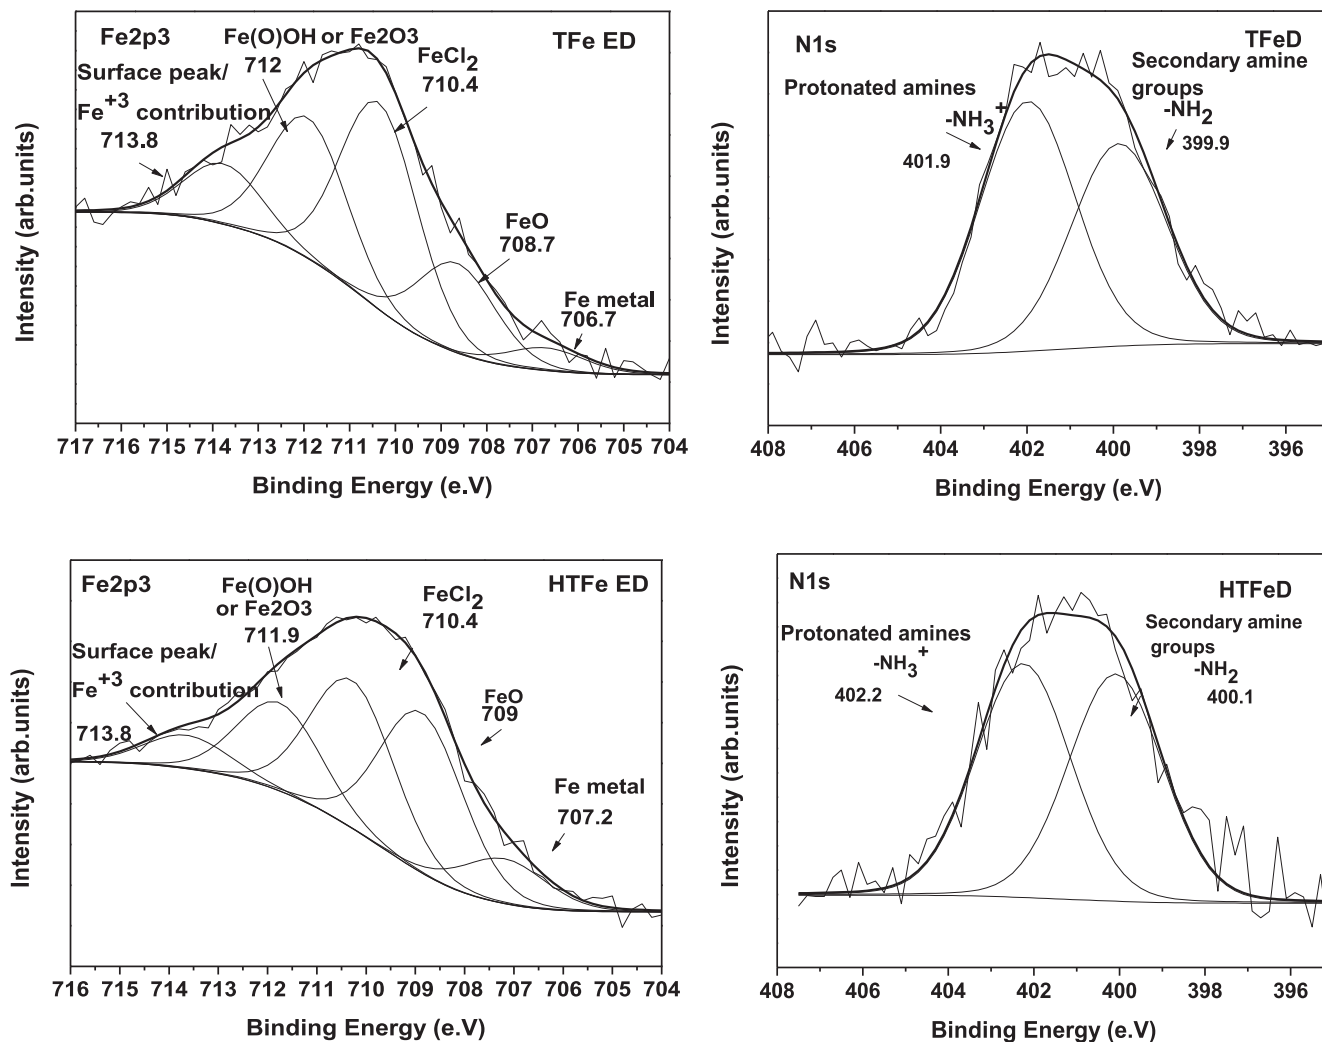 Fe2p3
Fe(O)OH or Fe2O3
712
TFe ED
FeCl2
710.4
Surface peak/
Fe+3 contribution
713.8
FeO
708.7
Fe metal
706.7
Intensity (arb.units)
717 716 715 714 713 712 711 710 709 708 707 706 705 704
Binding Energy (e.V)
N1s
TFeD
Protonated amines
-NH3+
401.9
Secondary amine
groups
-NH2
399.9
Intensity (arb.units)
408 406 404 402 400 398 396
Binding Energy (e.V)
Fe2p3
Fe(O)OH
or Fe2O3
711.9
HTFe ED
FeCl2
710.4
Surface peak/
Fe+3 contribution
713.8
FeO
709
Fe metal
707.2
Intensity (arb.units)
716 715 714 713 712 711 710 709 708 707 706 705 704
Binding Energy (e.V)
N1s
HTFeD
Protonated amines
-NH3+
402.2
Secondary amine
groups
-NH2
400.1
Intensity (arb.units)
408 406 404 402 400 398 396
Binding Energy (e.V)